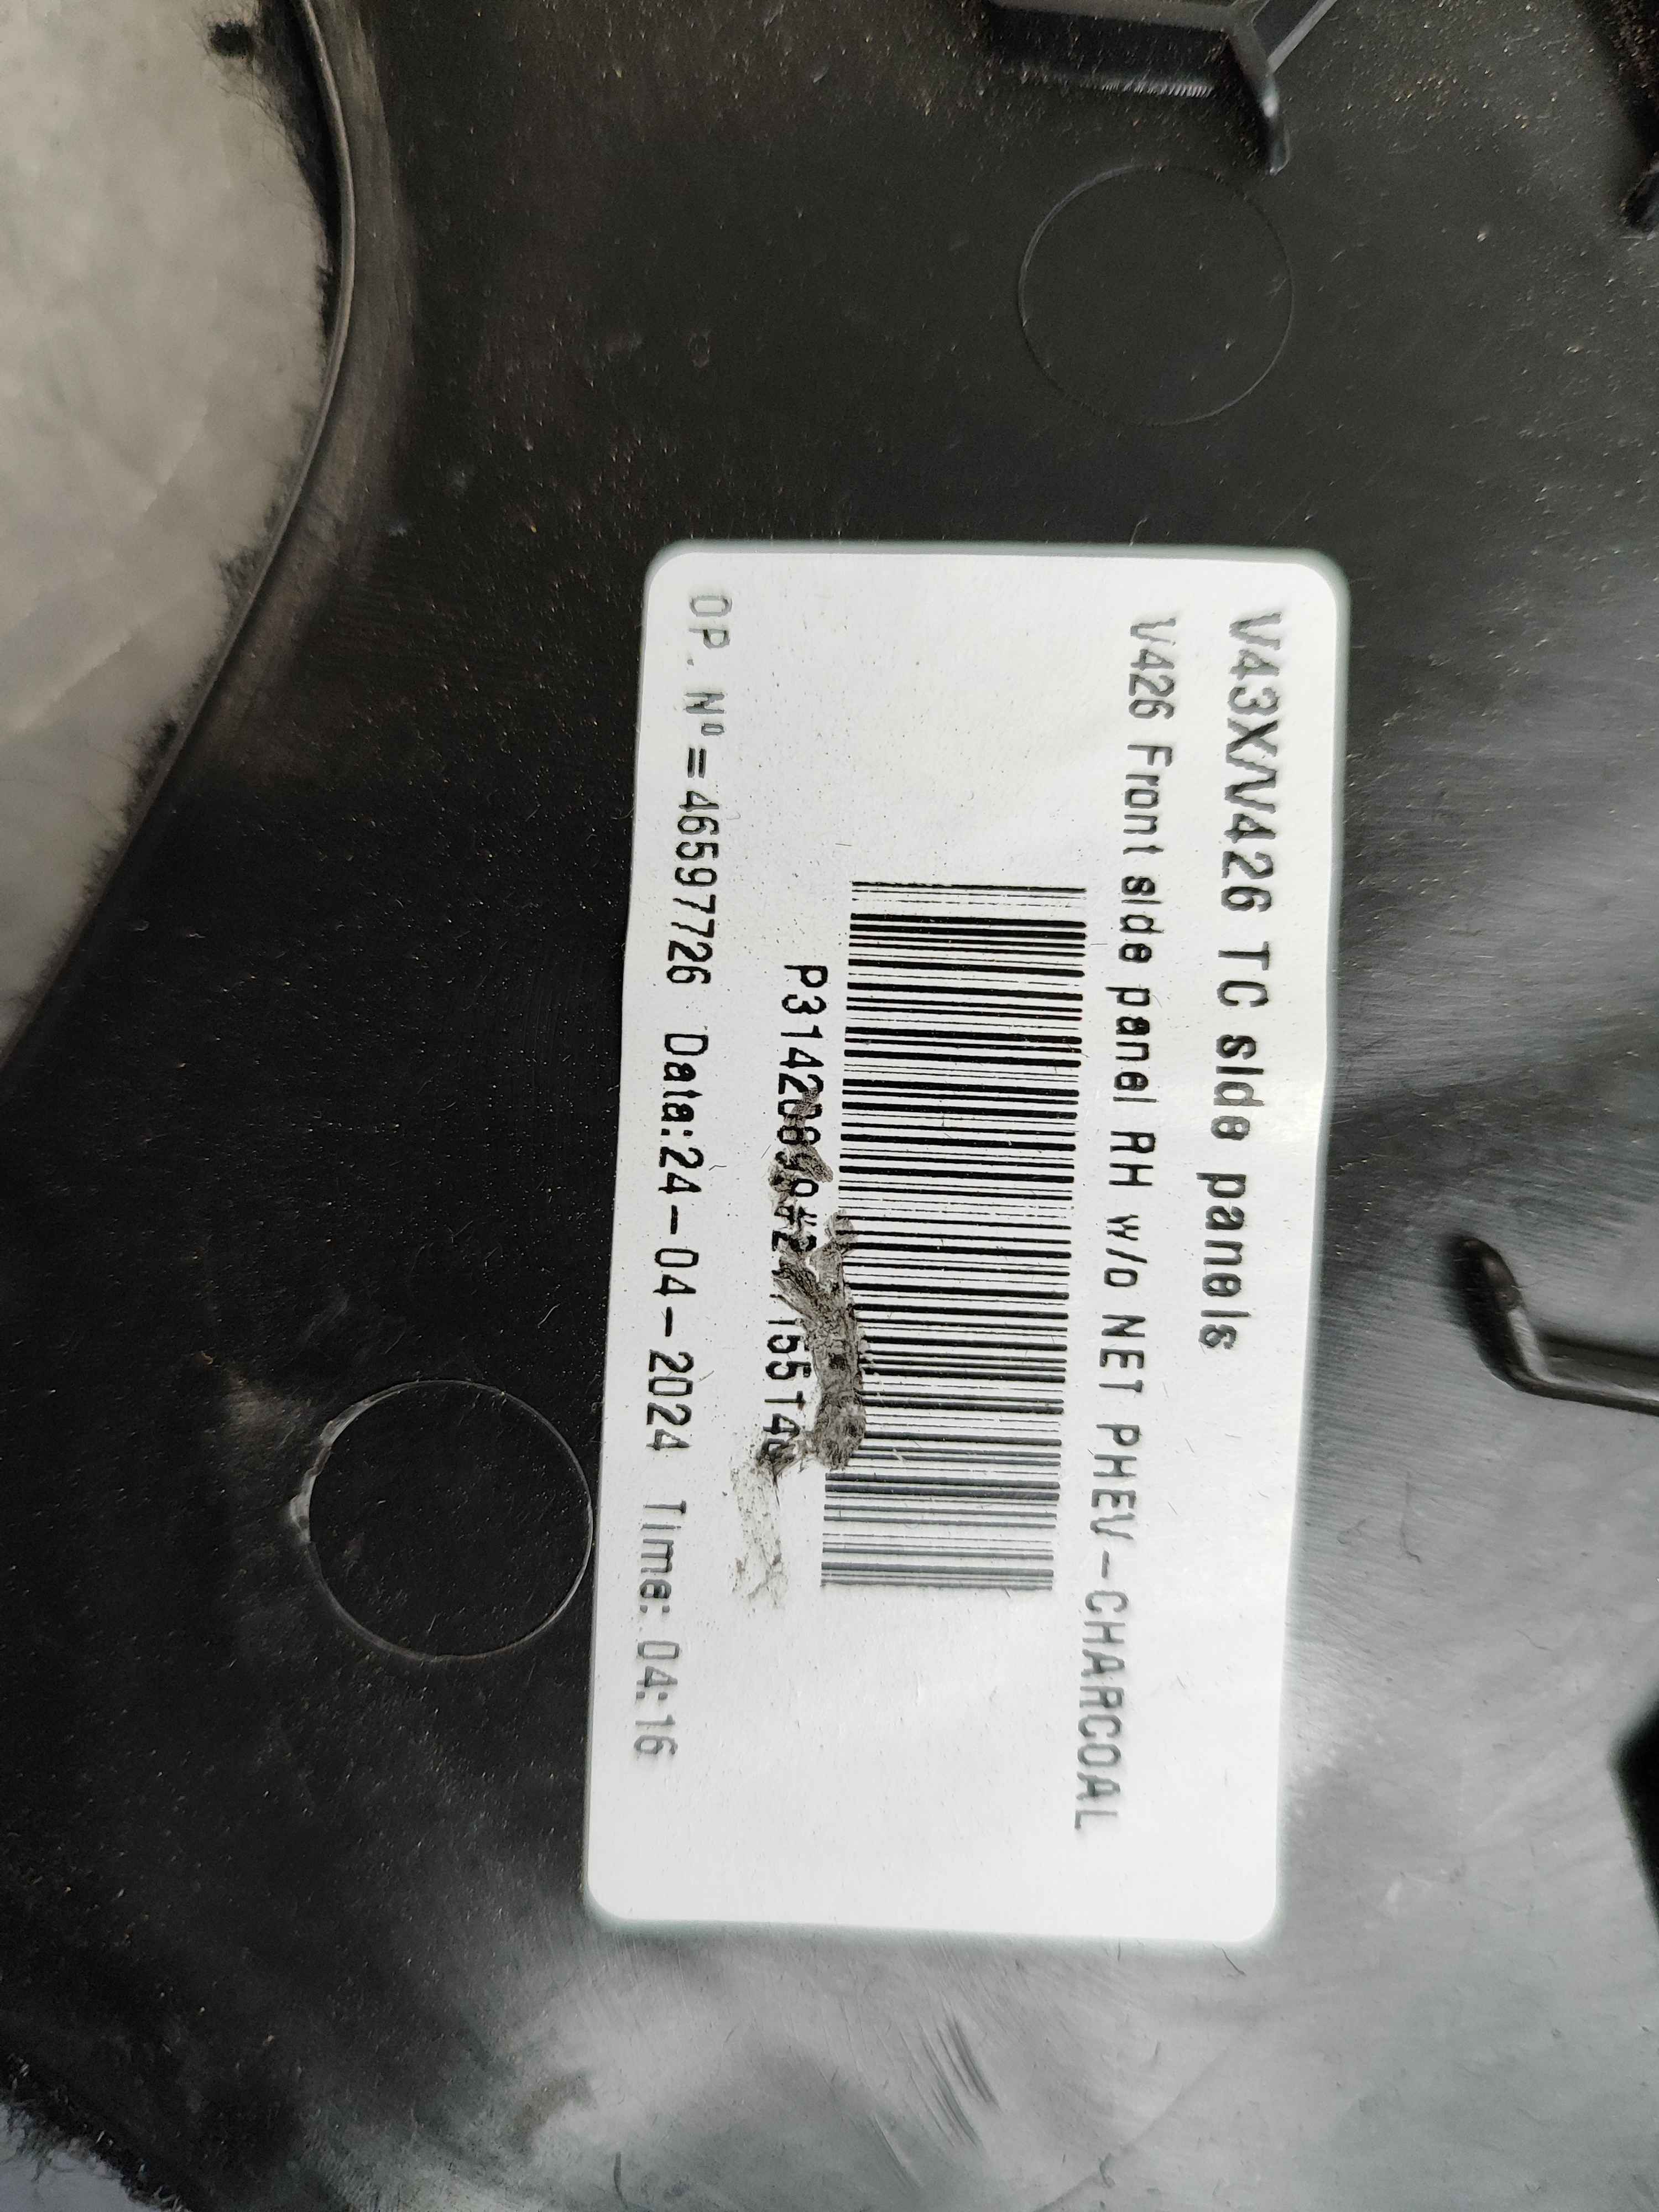 V43X/V426 TC side panels
V426 Front side panel RH w/o NET PHEV-CHARCOAL
OP. Nº=46597726 Data:24-04-2024 Time: 04:16